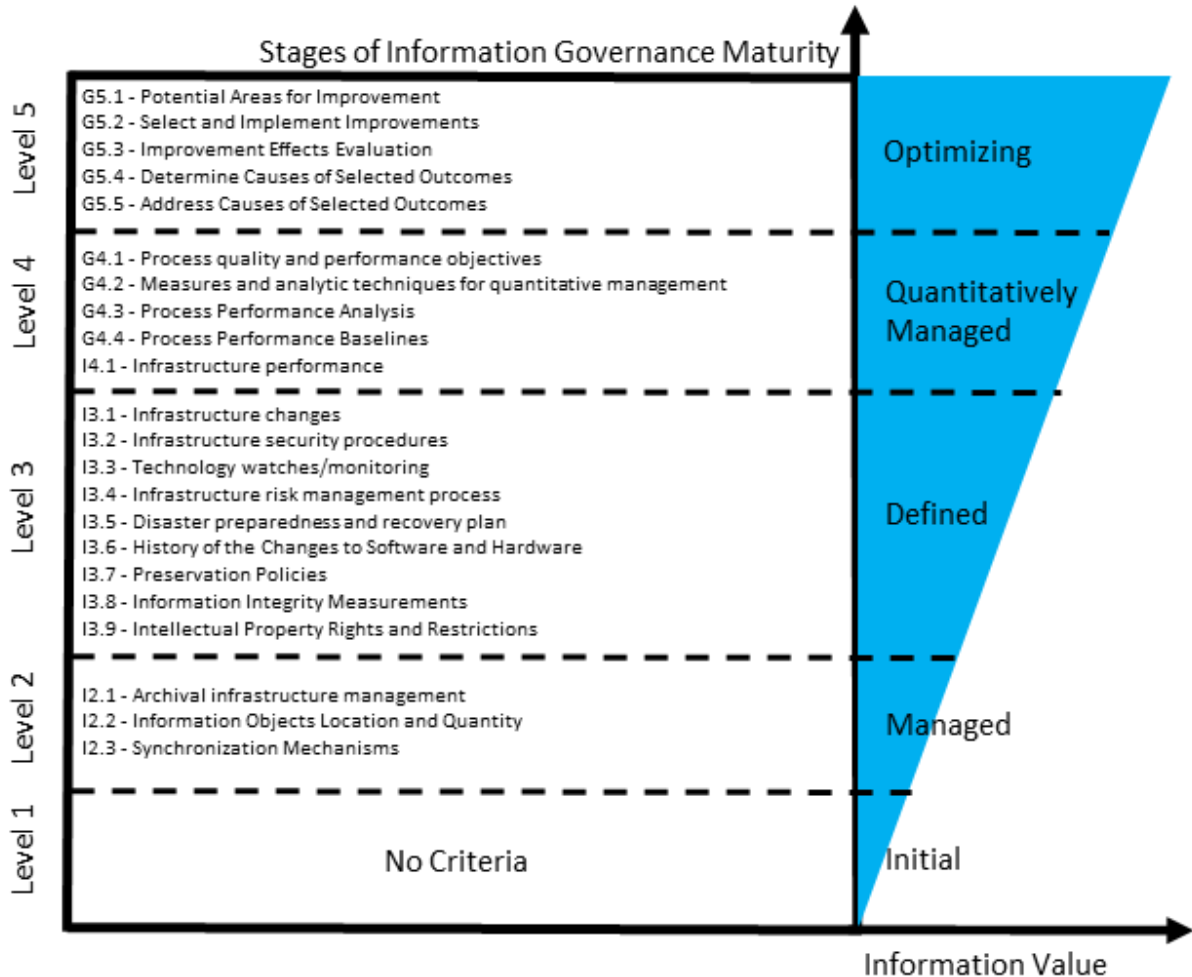 Stages of Information Governance Maturity
Level 5
G5.1 - Potential Areas for Improvement
G5.2 - Select and Implement Improvements
G5.3 - Improvement Effects Evaluation
G5.4 - Determine Causes of Selected Outcomes
G5.5 - Address Causes of Selected Outcomes
Optimizing
Level 4
G4.1 - Process quality and performance objectives
G4.2 - Measures and analytic techniques for quantitative management
G4.3 - Process Performance Analysis
G4.4 - Process Performance Baselines
I4.1 - Infrastructure performance
Quantitatively
Managed
Level 3
I3.1 - Infrastructure changes
I3.2 - Infrastructure security procedures
I3.3 - Technology watches/monitoring
I3.4 - Infrastructure risk management process
I3.5 - Disaster preparedness and recovery plan
I3.6 - History of the Changes to Software and Hardware
I3.7 - Preservation Policies
I3.8 - Information Integrity Measurements
I3.9 - Intellectual Property Rights and Restrictions
Defined
Level 2
I2.1 - Archival infrastructure management
I2.2 - Information Objects Location and Quantity
I2.3 - Synchronization Mechanisms
Managed
Level 1
No Criteria
Initial
Information Value